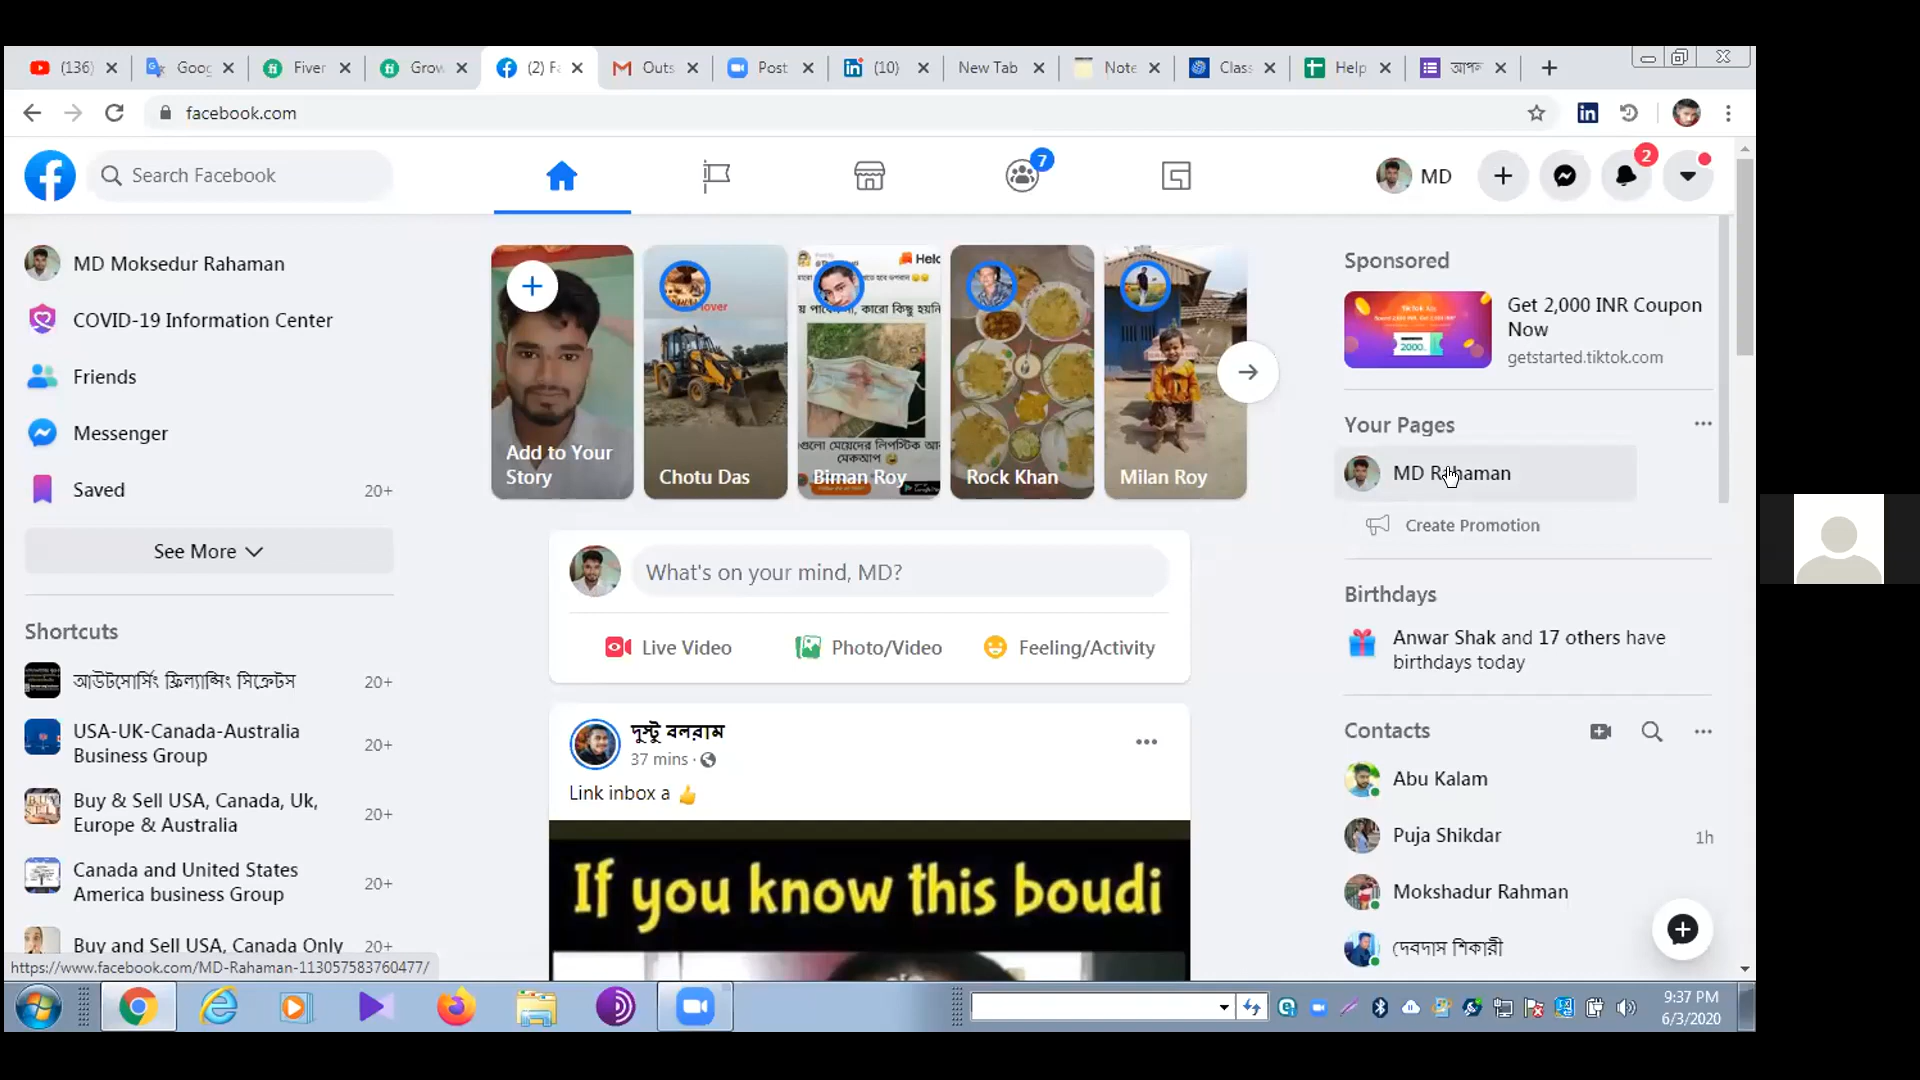 (136)
Goog
Fiver
Grow
(2) Fa
Outs
Post
(10)
New Tab
Note
Class
Help
আপন
facebook.com
Search Facebook
7
MD
2
MD Moksedur Rahaman
COVID-19 Information Center
Friends
Messenger
Saved 20+
See More
Shortcuts
আউটসোর্সিং ফ্রিল্যান্সিং সিক্রেটস 20+
USA-UK-Canada-Australia
Business Group 20+
Buy & Sell USA, Canada, Uk,
Europe & Australia 20+
Canada and United States
America business Group 20+
Buy and Sell USA, Canada Only 20+
https://www.facebook.com/MD-Rahaman-113057583760477/
Add to Your
Story
Chotu Das
Helo
মেকআপ
Biman Roy
Rock Khan
Milan Roy
What's on your mind, MD?
Live Video
Photo/Video
Feeling/Activity
দুস্টু বলরাম
37 mins ·
Link inbox a
If you know this boudi
Sponsored
2000
Get 2,000 INR Coupon
Now
getstarted.tiktok.com
Your Pages
MD Rahaman
Create Promotion
Birthdays
Anwar Shak and 17 others have
birthdays today
Contacts
Abu Kalam
Puja Shikdar 1h
Mokshadur Rahman
দেবদাস শিকারী
9:37 PM
6/3/2020